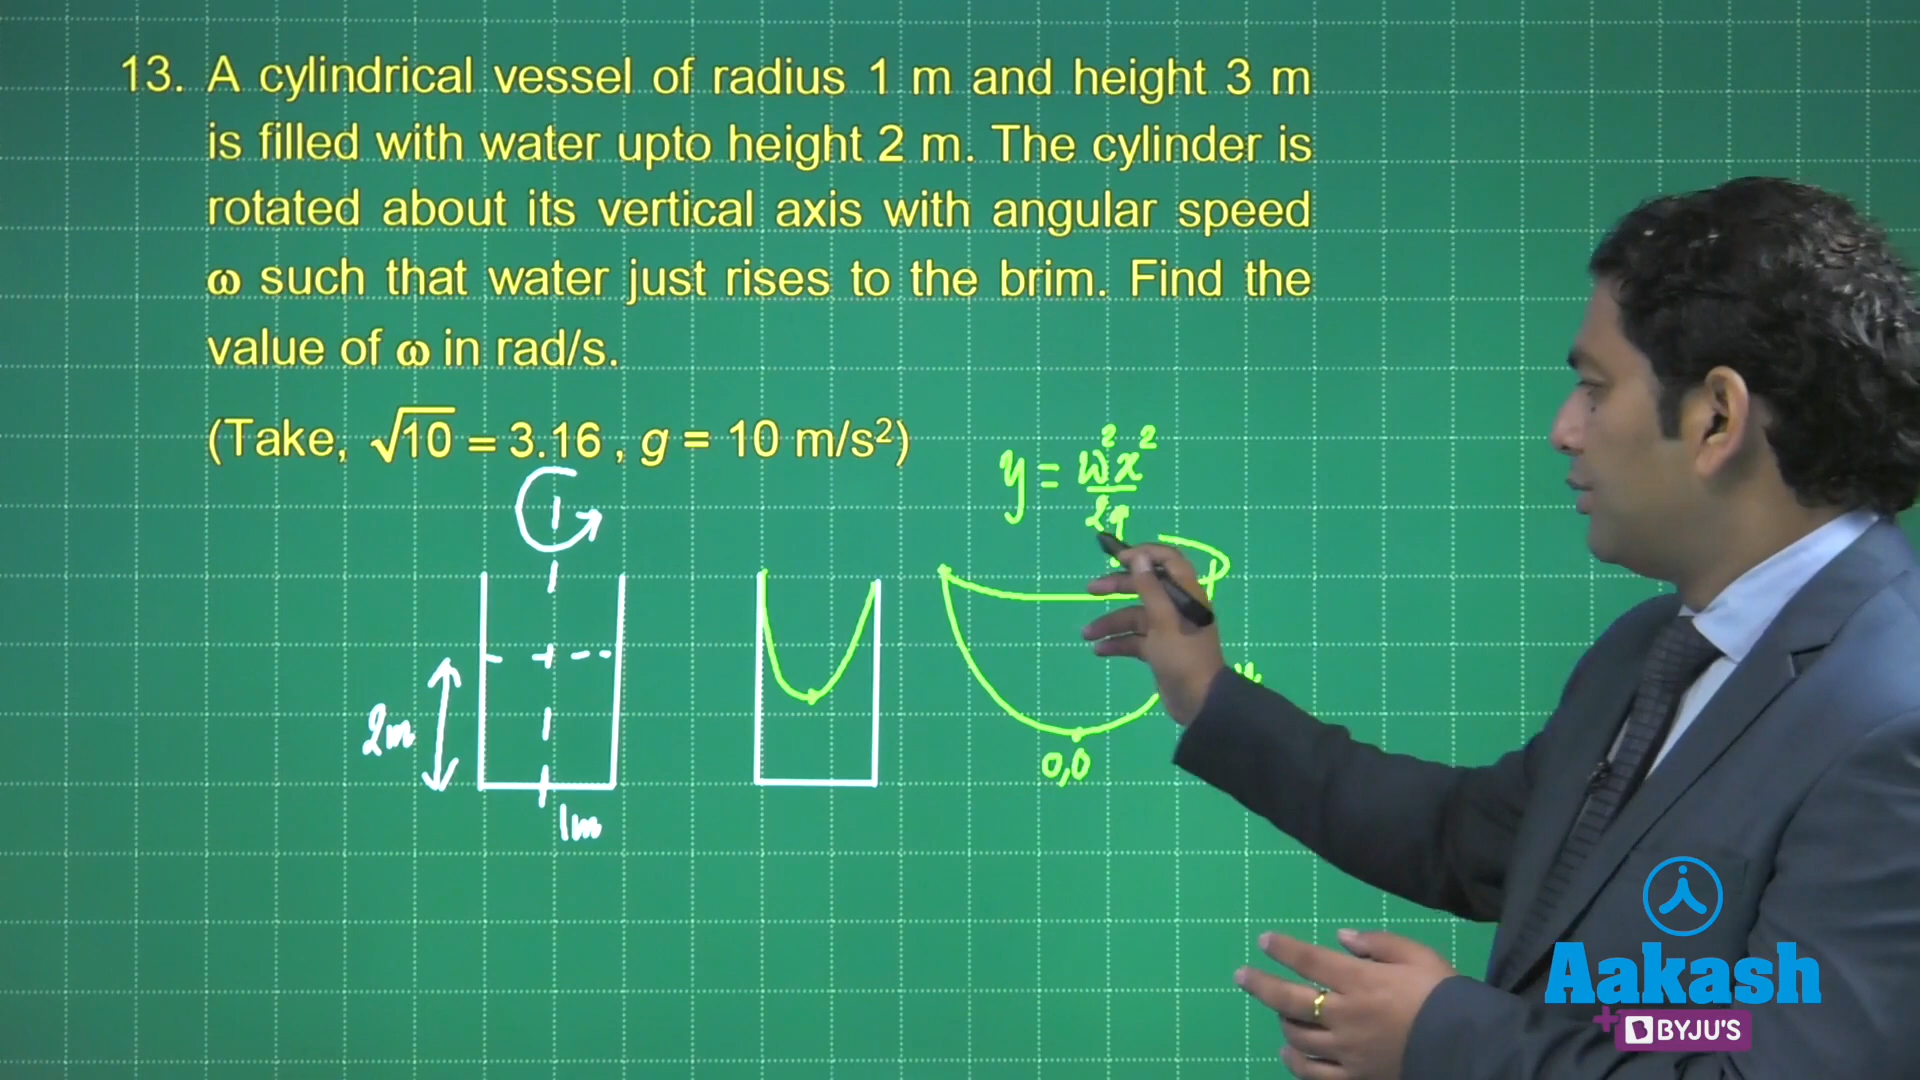 13. A cylindrical vessel of radius 1 m and height 3 m
is filled with water upto height 2 m. The cylinder is
rotated about its vertical axis with angular speed
ω such that water just rises to the brim. Find the
value of ω in rad/s.
(Take, √10 = 3.16 , g = 10 m/s²)
y = ω²x²/2g
2m
0,0
1m
Aakash
+ B BYJU'S